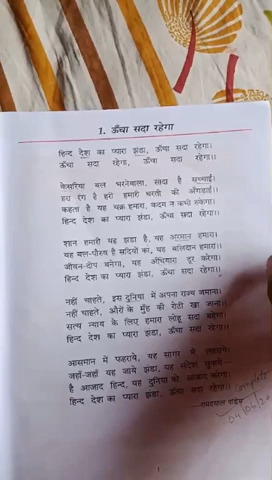 1. ऊँचा सदा रहेगा
हिन्द देश का प्यारा झंडा, ऊँचा सदा रहेगा।
ऊँचा सदा रहेगा, ऊँचा सदा रहेगा।।
केसरिया बल भरनेवाला, सादा है सच्चाई।
हरा रंग है हरी हमारी धरती की अँगड़ाई।
कहता है यह चक्र हमारा, कदम न कभी रुकेगा।
हिन्द देश का प्यारा झंडा, ऊँचा सदा रहेगा।।
शान हमारी यह झंडा है, यह अरमान हमारा।
यह बल-पौरुष है सदियों का, यह बलिदान हमारा।।
जीवन-दीप बनेगा, यह अँधियारा दूर करेगा।
हिन्द देश का प्यारा झंडा, ऊँचा सदा रहेगा।।
नहीं चाहते, इस दुनिया में अपना राज्य जमाना।
नहीं चाहते, औरों के मुँह की रोटी खा जाना।।
सत्य न्याय के लिए हमारा लोहू सदा बहेगा।
हिन्द देश का प्यारा झंडा, ऊँचा सदा रहेगा।।
आसमान में फहराये, यह सागर में लहराये।
जहाँ-जहाँ यह जाये झंडा, यह संदेश सुनाये—
है आजाद हिन्द, यह दुनिया को आजाद करेगा।
हिन्द देश का प्यारा झंडा, ऊँचा सदा रहेगा।।
— रामदयाल पांडेय
Complete
1